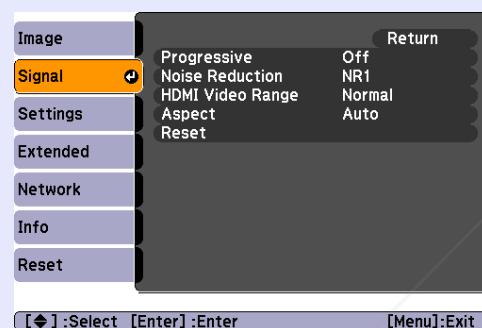 Image
Signal
Settings
Extended
Network
Info
Reset
Return
Progressive Off
Noise Reduction NR1
HDMI Video Range Normal
Aspect Auto
Reset
[ ] :Select [Enter] :Enter [Menu]:Exit